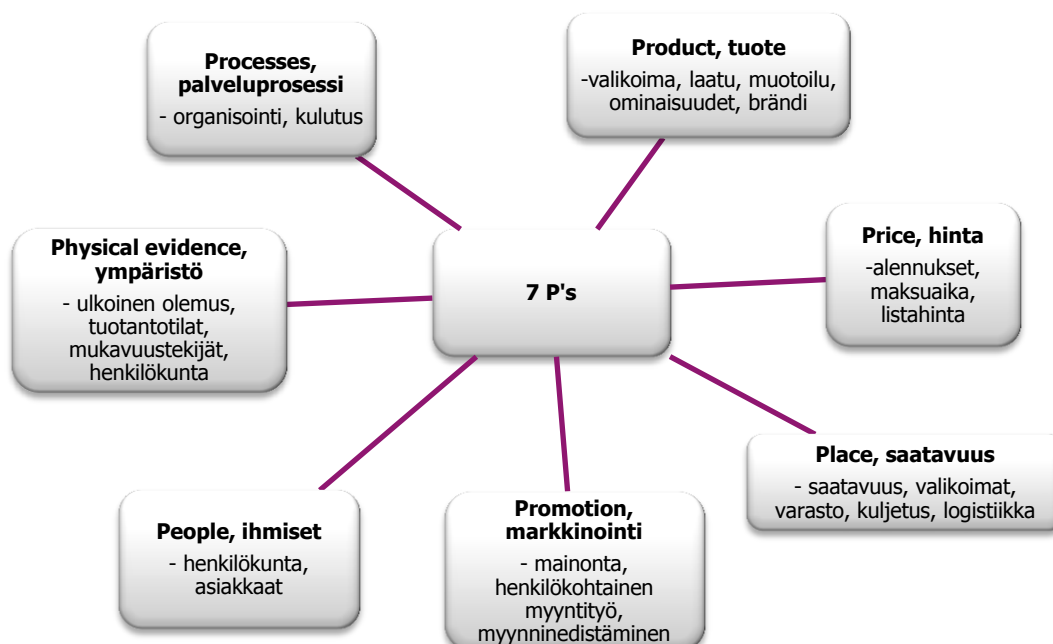 Processes,
palveluprosessi
- organisointi, kulutus
Product, tuote
-valikoima, laatu, muotoilu,
ominaisuudet, brändi
Physical evidence,
ympäristö
- ulkoinen olemus,
tuotantotilat,
mukavuustekijät,
henkilökunta
7 P's
Price, hinta
-alennukset,
maksuaika,
listahinta
Place, saatavuus
- saatavuus, valikoimat,
varasto, kuljetus, logistiikka
People, ihmiset
- henkilökunta,
asiakkaat
Promotion,
markkinointi
- mainonta,
henkilökohtainen
myyntityö,
myynninedistäminen